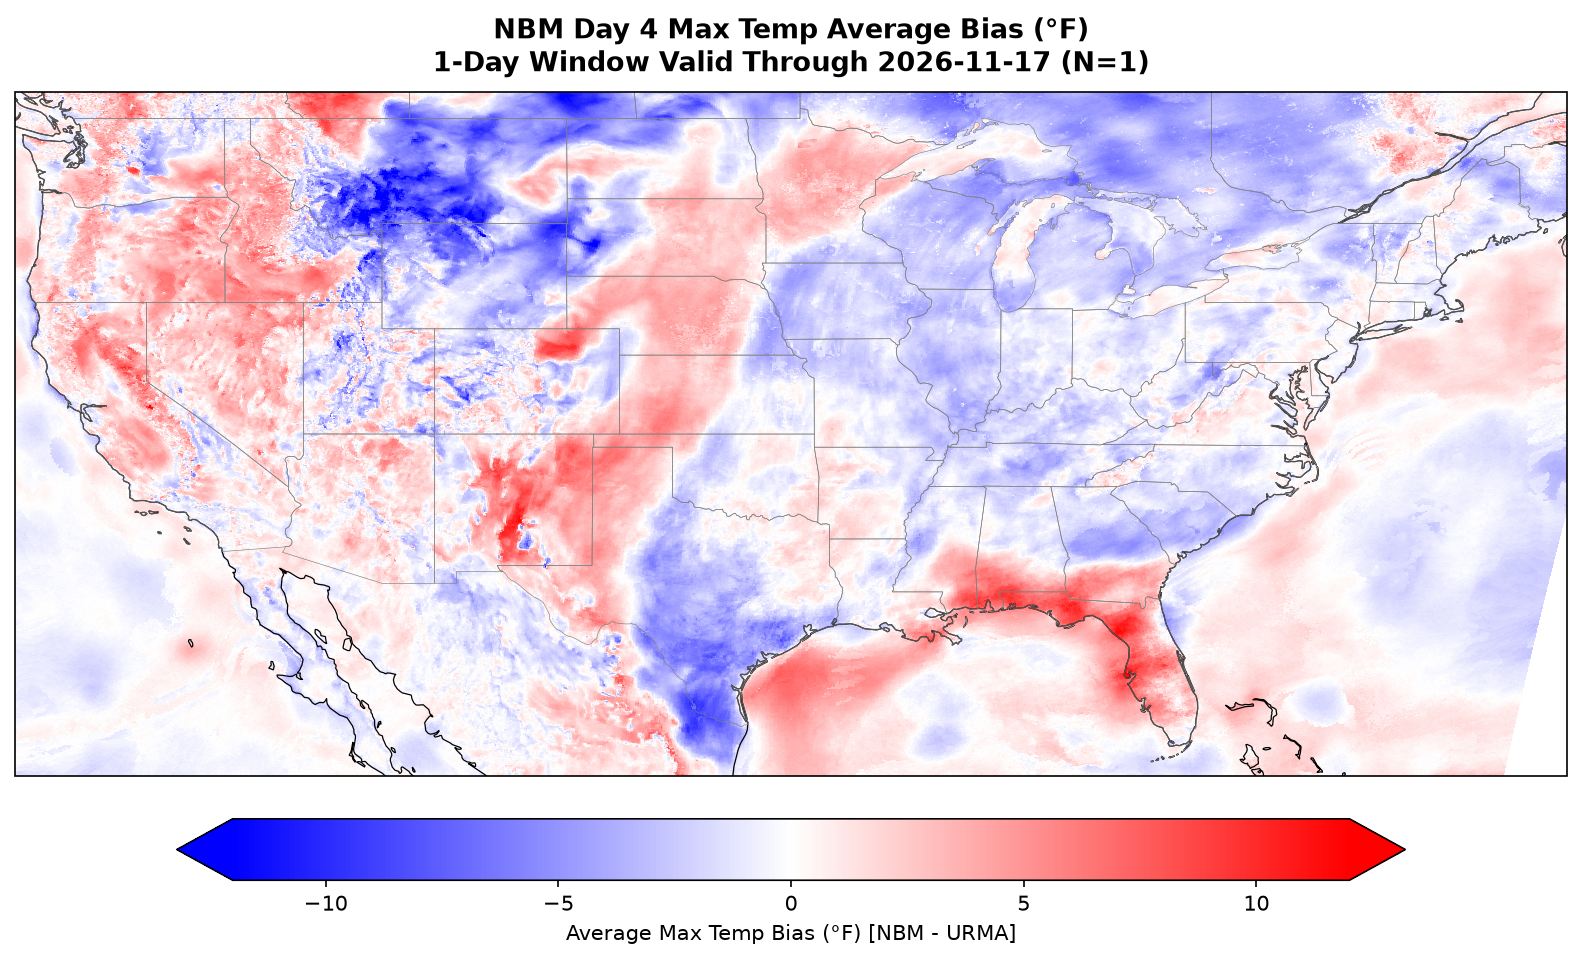 NBM Day 4 Max Temp Average Bias (°F)
1-Day Window Valid Through 2026-11-17 (N=1)
−10 −5 0 5 10
Average Max Temp Bias (°F) [NBM - URMA]